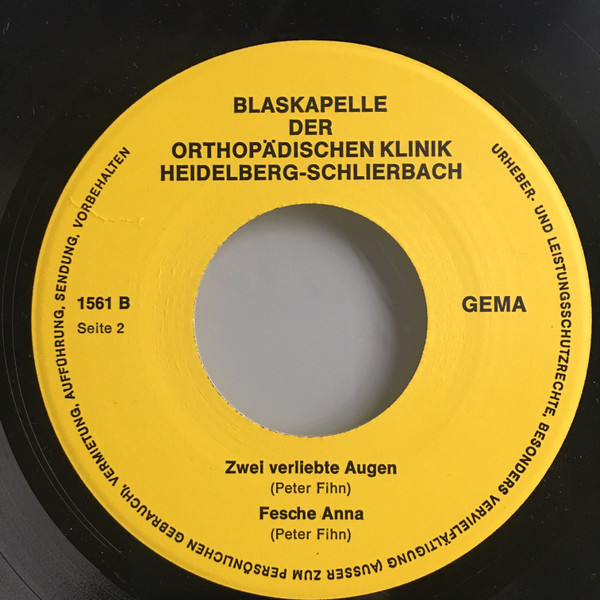 BLASKAPELLE
DER
ORTHOPÄDISCHEN KLINIK
HEIDELBERG-SCHLIERBACH
1561 B
Seite 2
GEMA
Zwei verliebte Augen
(Peter Fihn)
Fesche Anna
(Peter Fihn)
URHEBER- UND LEISTUNGSSCHUTZRECHTE, BESONDERS VERVIELFÄLTIGUNG (AUSSER ZUM PERSÖNLICHEN GEBRAUCH), VERMIETUNG, AUFFÜHRUNG, SENDUNG, VORBEHALTEN